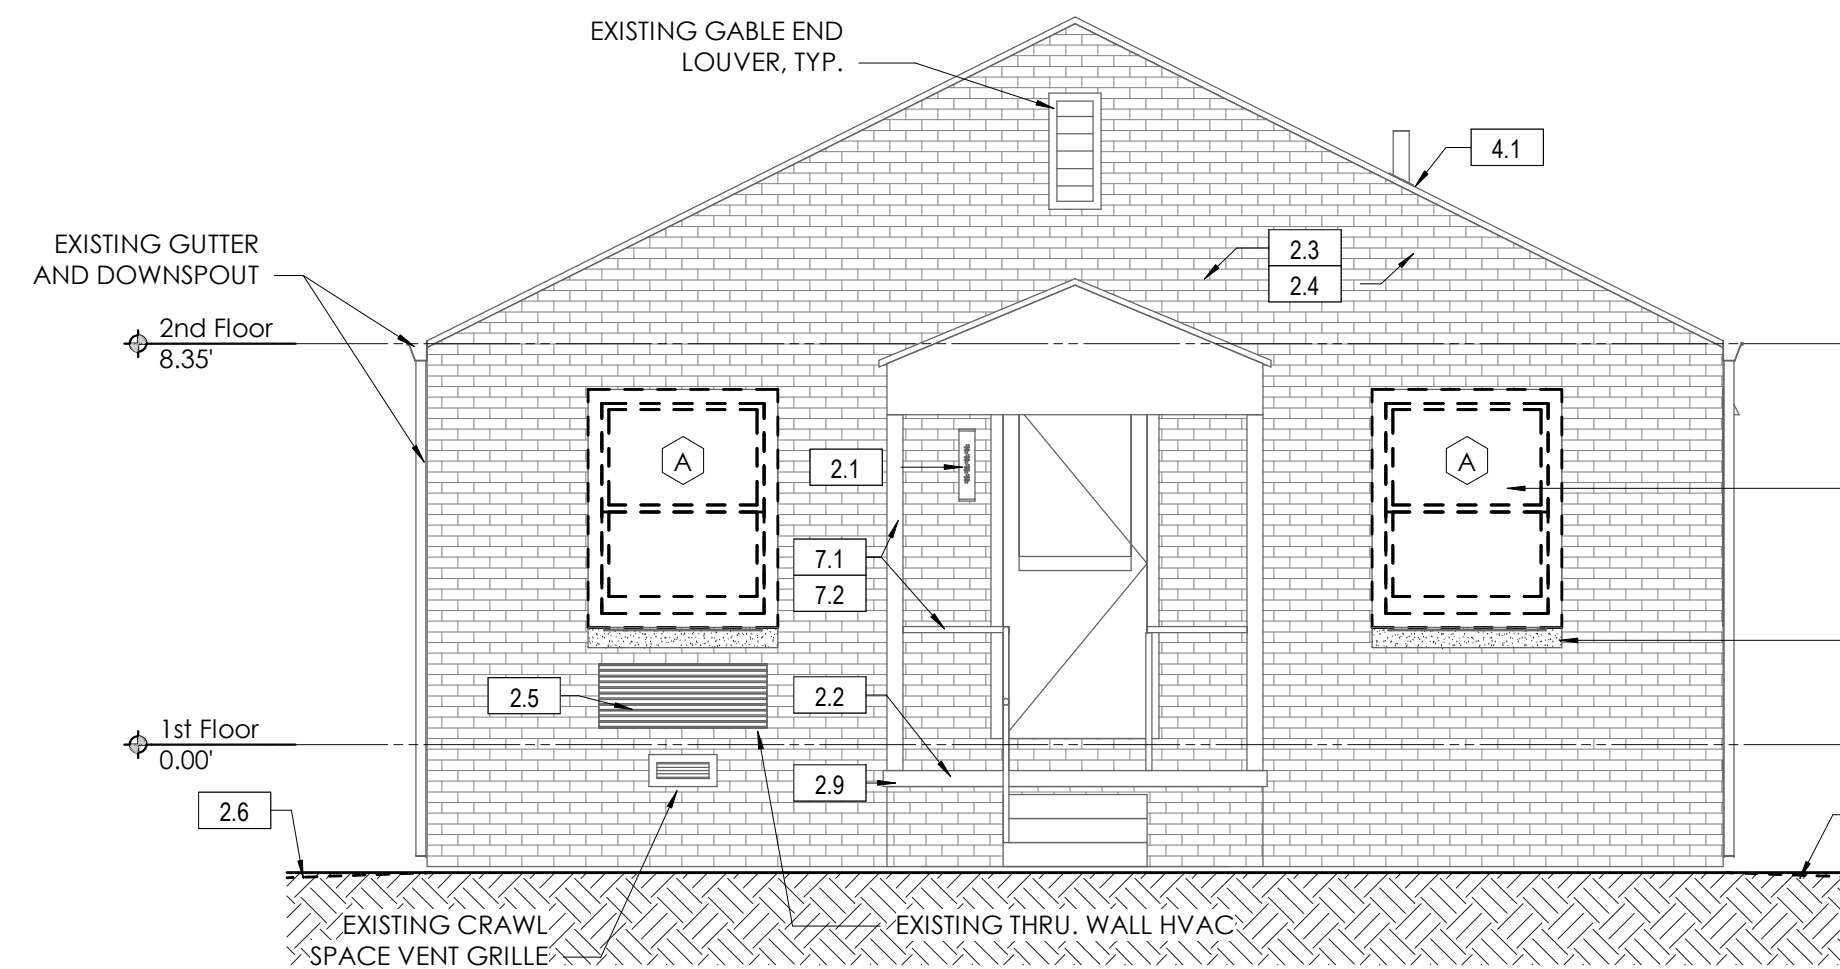 EXISTING GABLE END
LOUVER, TYP.
4.1
EXISTING GUTTER
AND DOWNSPOUT
2.3
2.4
2nd Floor
8.35'
A
A
2.1
7.1
7.2
2.5
2.2
1st Floor
0.00'
2.9
2.6
EXISTING CRAWL
SPACE VENT GRILLE
EXISTING THRU. WALL HVAC